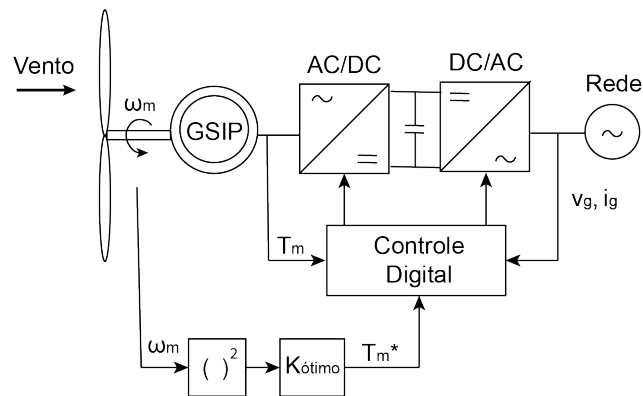 AC/DC
DC/AC
Vento
Rede
ωm
GSIP
~
=
=
~
~
vg, ig
Tm
Controle
Digital
ωm
( )²
Kótimo
Tm*